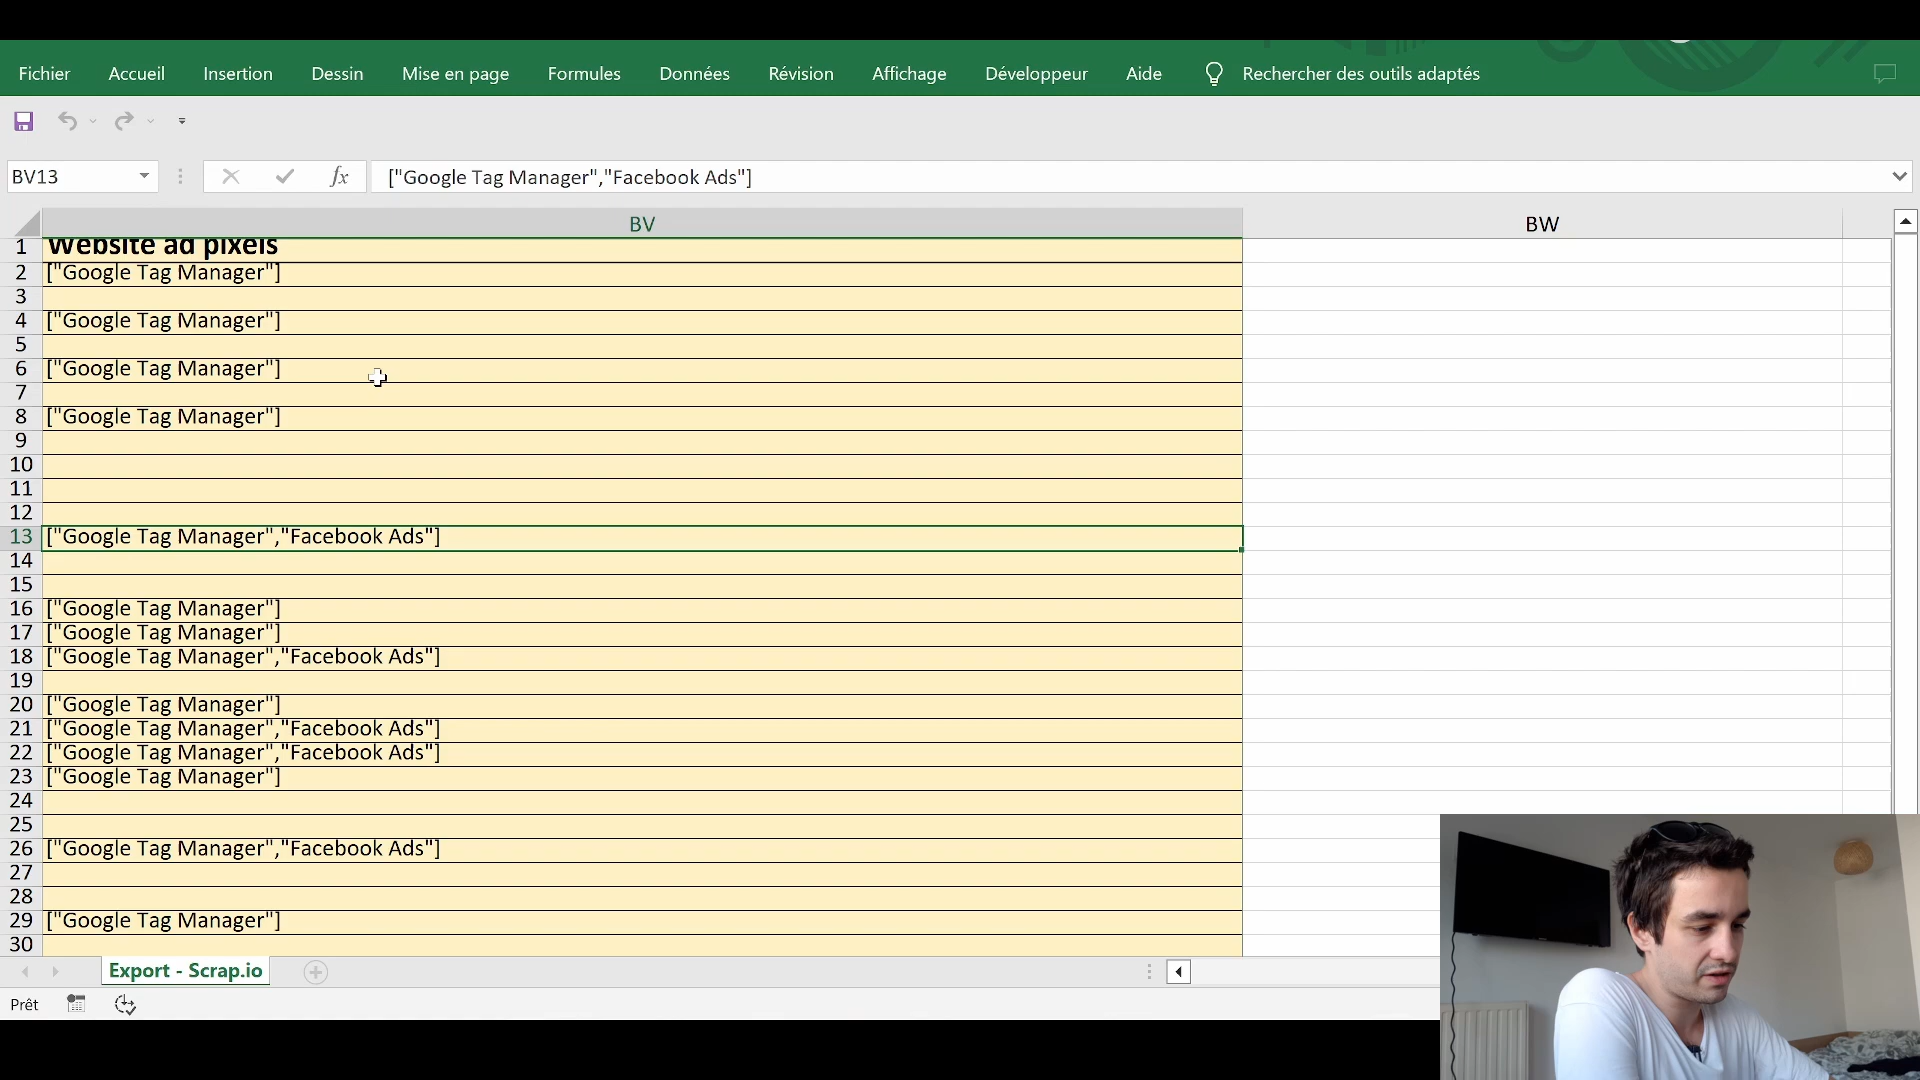 Fichier Accueil Insertion Dessin Mise en page Formules Données Révision Affichage Développeur Aide Rechercher des outils adaptés
BV13 fx ["Google Tag Manager","Facebook Ads"]
BV BW
1 Website ad pixels
2 ["Google Tag Manager"]
3
4 ["Google Tag Manager"]
5
6 ["Google Tag Manager"]
7
8 ["Google Tag Manager"]
9
10
11
12
13 ["Google Tag Manager","Facebook Ads"]
14
15
16 ["Google Tag Manager"]
17 ["Google Tag Manager"]
18 ["Google Tag Manager","Facebook Ads"]
19
20 ["Google Tag Manager"]
21 ["Google Tag Manager","Facebook Ads"]
22 ["Google Tag Manager","Facebook Ads"]
23 ["Google Tag Manager"]
24
25
26 ["Google Tag Manager","Facebook Ads"]
27
28
29 ["Google Tag Manager"]
30
Export - Scrap.io
Prêt